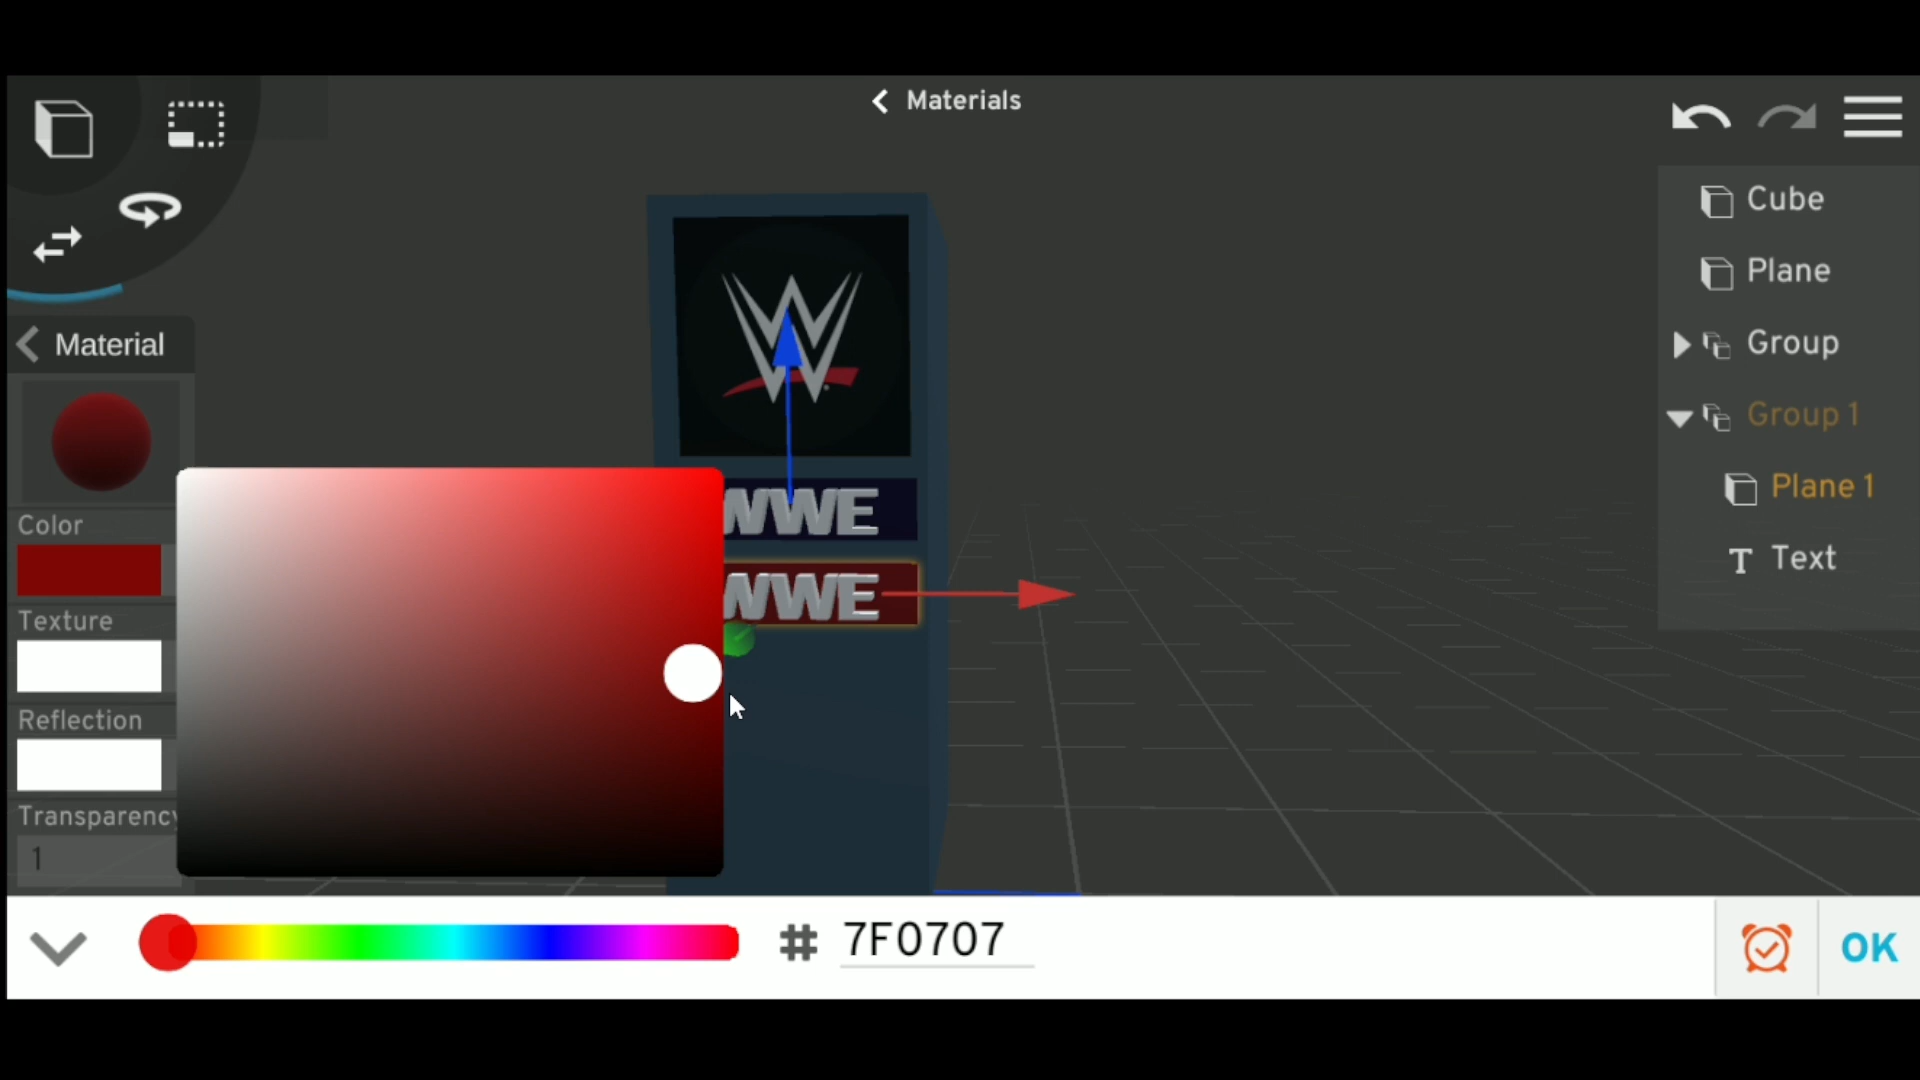 Materials
Cube
Plane
Group
Group 1
Plane 1
Text
Material
Color
Texture
Reflection
Transparency
1
W
WWE
WWE
# 7F0707
OK